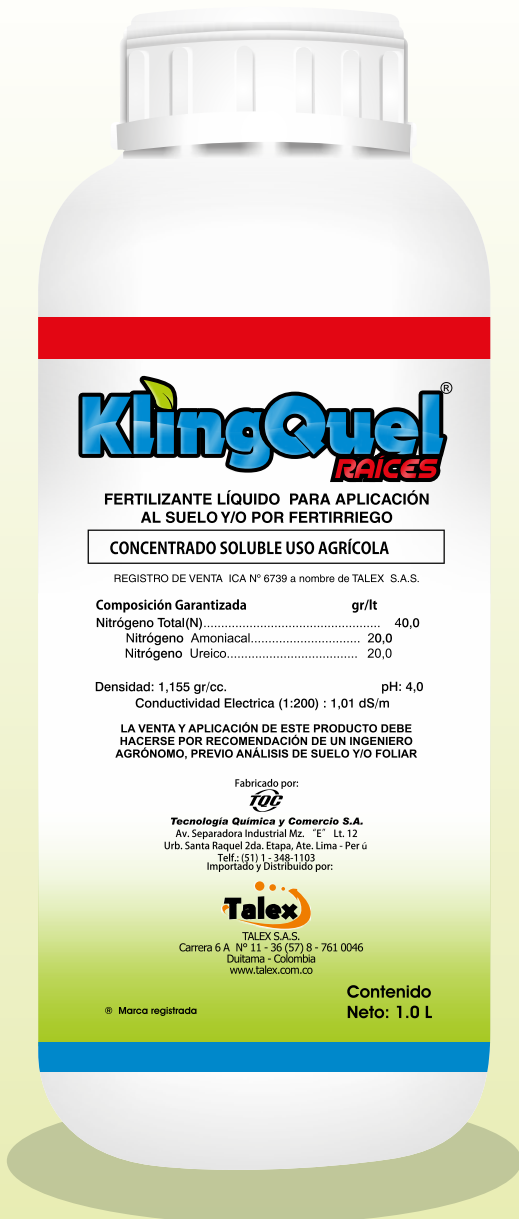 KlingQuel®
RAÍCES
FERTILIZANTE LÍQUIDO PARA APLICACIÓN
AL SUELO Y/O POR FERTIRRIEGO
CONCENTRADO SOLUBLE USO AGRÍCOLA
REGISTRO DE VENTA ICA Nº 6739 a nombre de TALEX S.A.S.
Composición Garantizada gr/lt
Nitrógeno Total(N)................................................... 40,0
Nitrógeno Amoniacal............................... 20,0
Nitrógeno Ureico..................................... 20,0
Densidad: 1,155 gr/cc. pH: 4,0
Conductividad Electrica (1:200) : 1,01 dS/m
LA VENTA Y APLICACIÓN DE ESTE PRODUCTO DEBE
HACERSE POR RECOMENDACIÓN DE UN INGENIERO
AGRÓNOMO, PREVIO ANÁLISIS DE SUELO Y/O FOLIAR
Fabricado por:
TQC
Tecnología Química y Comercio S.A.
Av. Separadora Industrial Mz. ˝E˝ Lt. 12
Urb. Santa Raquel 2da. Etapa, Ate. Lima - Per ú
Telf.: (51) 1 - 348-1103
Importado y Distribuido por:
Talex
TALEX S.A.S.
Carrera 6 A Nº 11 - 36 (57) 8 - 761 0046
Duitama - Colombia
www.talex.com.co
Contenido
® Marca registrada Neto: 1.0 L